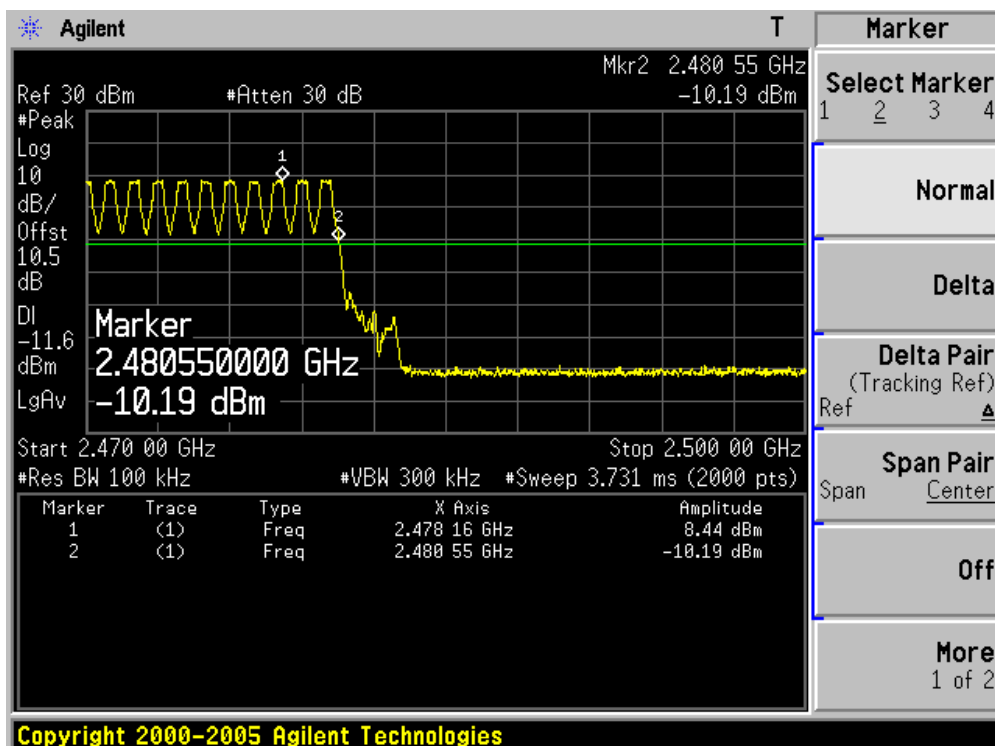 Agilent T
Mkr2 2.480 55 GHz
Ref 30 dBm #Atten 30 dB -10.19 dBm
#Peak
Log
10
dB/
Offst
10.5
dB
DI
-11.6
dBm
LgAv
1
2
Marker
2.480550000 GHz
-10.19 dBm
Start 2.470 00 GHz Stop 2.500 00 GHz
#Res BW 100 kHz #VBW 300 kHz #Sweep 3.731 ms (2000 pts)
Marker Trace Type X Axis Amplitude
1 (1) Freq 2.478 16 GHz 8.44 dBm
2 (1) Freq 2.480 55 GHz -10.19 dBm
Copyright 2000-2005 Agilent Technologies
Marker
Select Marker
1 2 3 4
Normal
Delta
Delta Pair
(Tracking Ref)
Ref Δ
Span Pair
Span Center
Off
More
1 of 2